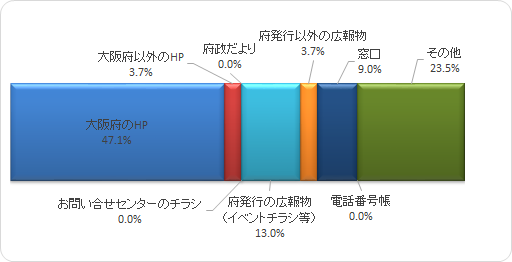 大阪府以外のHP
3.7%
府政だより
0.0%
府発行以外の広報物
3.7%
窓口
9.0%
その他
23.5%
大阪府のHP
47.1%
お問い合せセンターのチラシ
0.0%
府発行の広報物
（イベントチラシ等）
13.0%
電話番号帳
0.0%